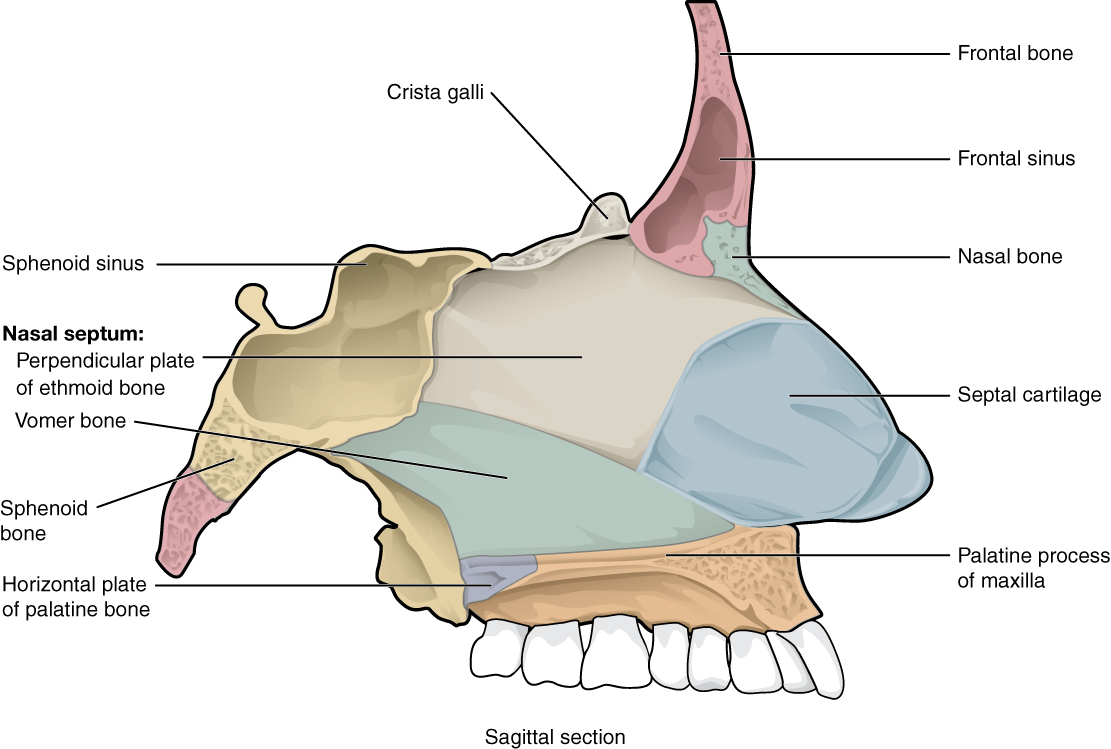 Frontal bone
Crista galli
Frontal sinus
Nasal bone
Sphenoid sinus
Nasal septum:
Perpendicular plate
of ethmoid bone
Septal cartilage
Vomer bone
Sphenoid
bone
Palatine process
of maxilla
Horizontal plate
of palatine bone
Sagittal section